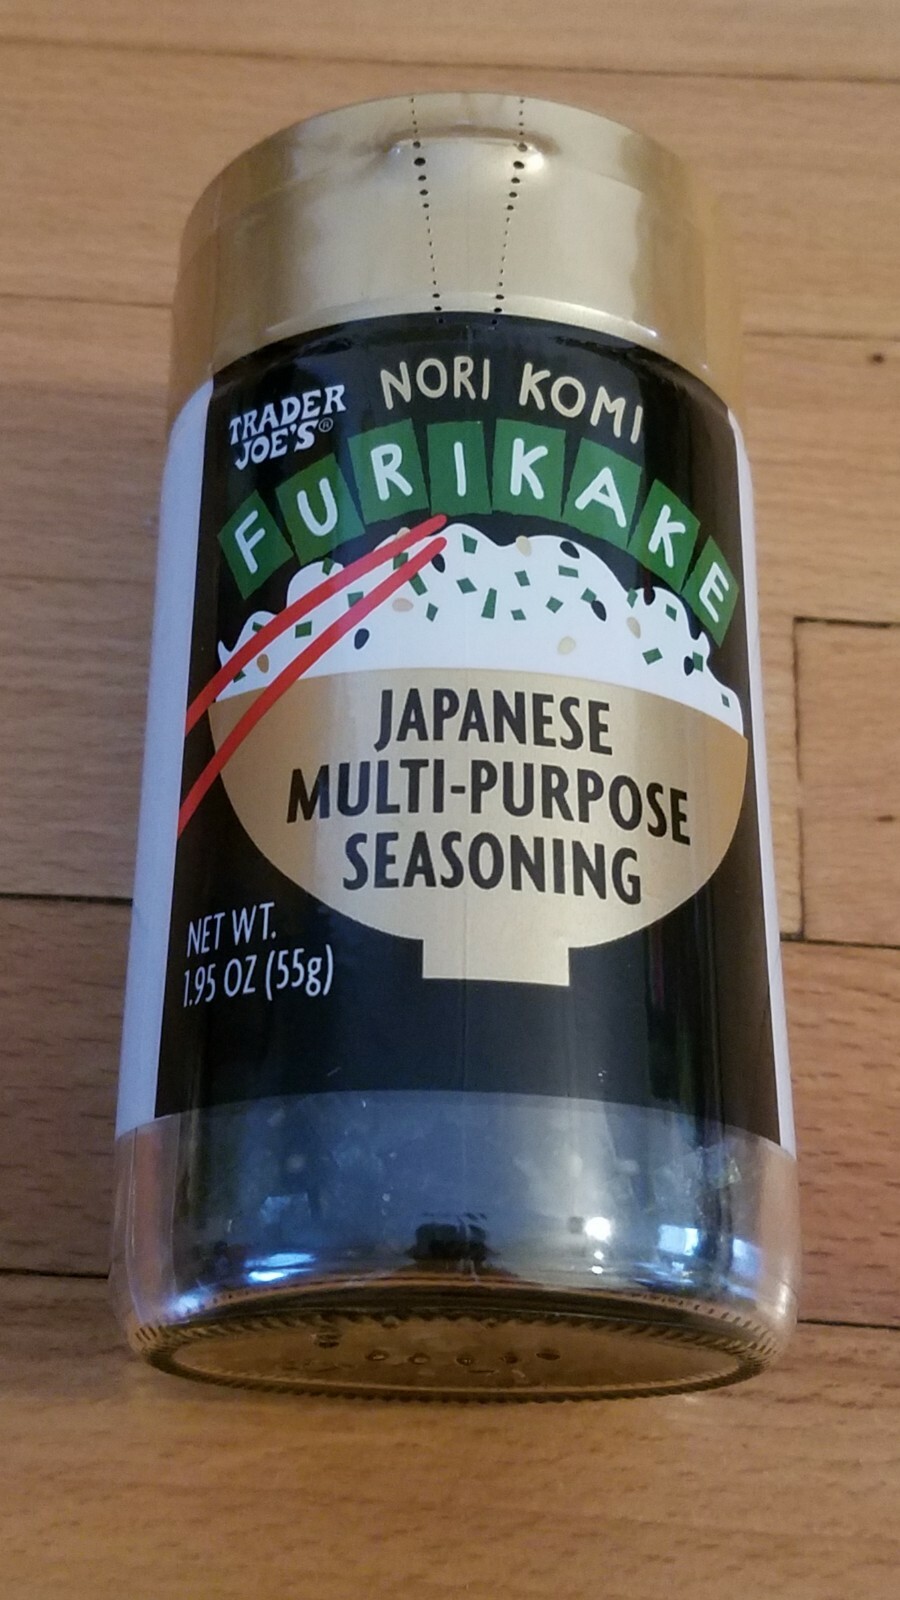 TRADER
JOE'S®
NORI KOMI
FURIKAKE
JAPANESE
MULTI-PURPOSE
SEASONING
NET WT.
1.95 OZ (55g)